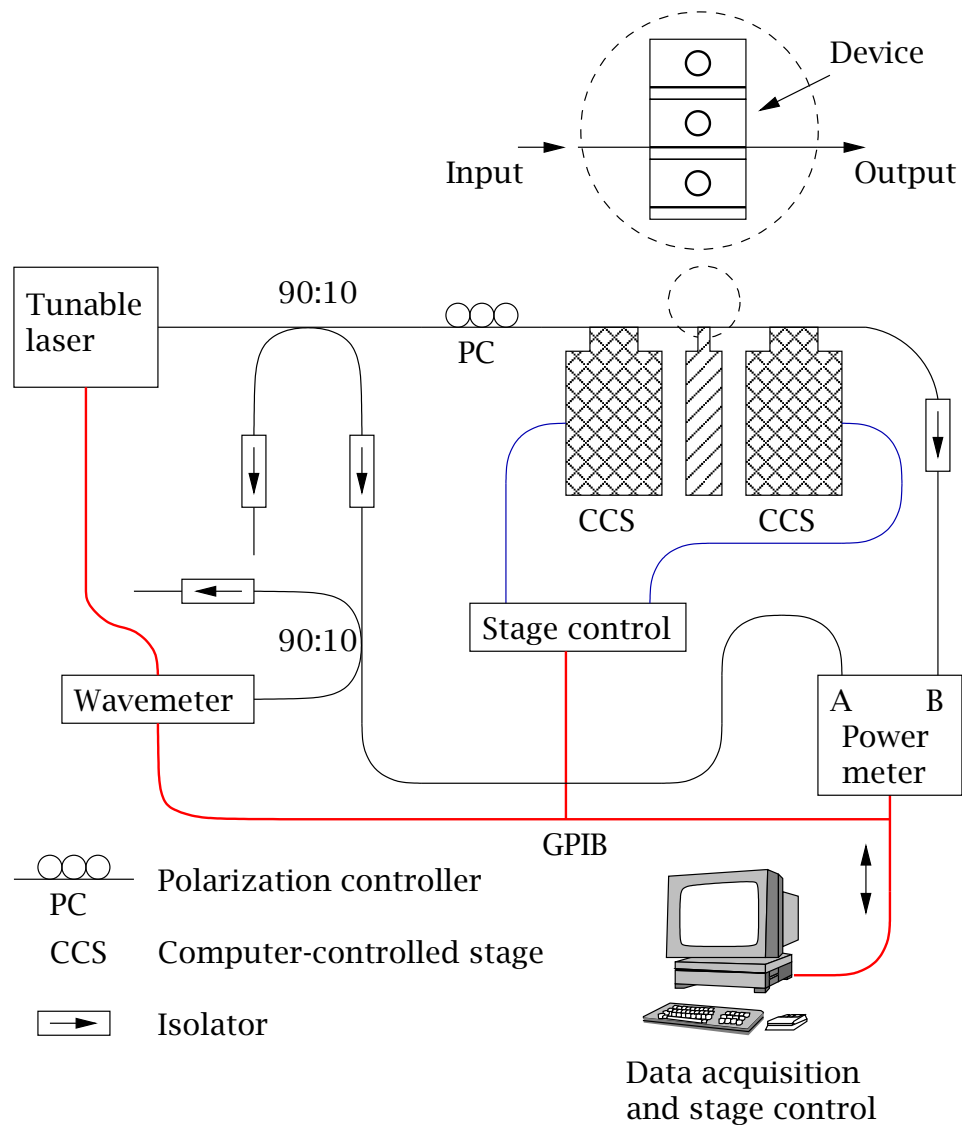 Device
Input
Output
Tunable
laser
90:10
PC
CCS
CCS
90:10
Stage control
Wavemeter
A
B
Power
meter
GPIB
PC
Polarization controller
CCS
Computer-controlled stage
Isolator
Data acquisition
and stage control